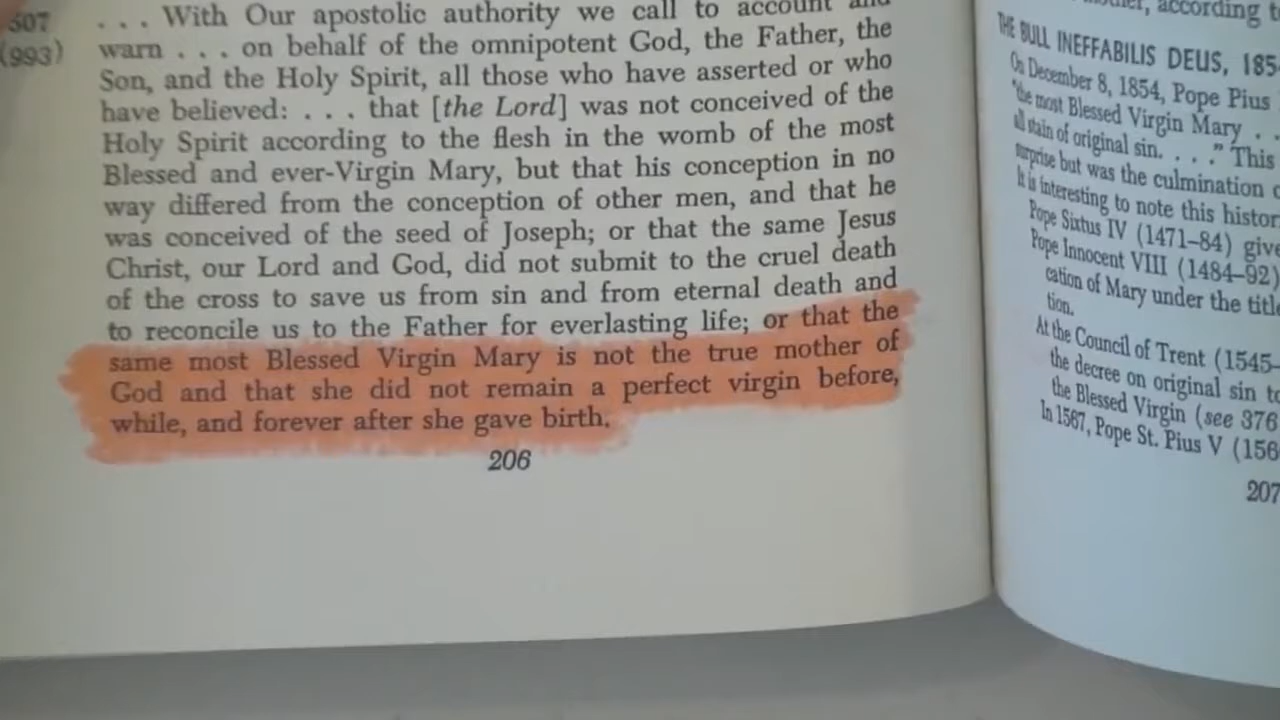 507 . . . With Our apostolic authority we call to account and
(993) warn . . . on behalf of the omnipotent God, the Father, the
Son, and the Holy Spirit, all those who have asserted or who
have believed: . . . that [the Lord] was not conceived of the
Holy Spirit according to the flesh in the womb of the most
Blessed and ever-Virgin Mary, but that his conception in no
way differed from the conception of other men, and that he
was conceived of the seed of Joseph; or that the same Jesus
Christ, our Lord and God, did not submit to the cruel death
of the cross to save us from sin and from eternal death and
to reconcile us to the Father for everlasting life; or that the
same most Blessed Virgin Mary is not the true mother of
God and that she did not remain a perfect virgin before,
while, and forever after she gave birth.
206
according to
THE BULL INEFFABILIS DEUS, 185
On December 8, 1854, Pope Pius
"the most Blessed Virgin Mary . .
all stain of original sin. . . ." This
surprise but was the culmination
It is interesting to note this histor
Pope Sixtus IV (1471–84) give
Pope Innocent VIII (1484–92)
cation of Mary under the title
tion.
At the Council of Trent (1545–
the decree on original sin to
the Blessed Virgin (see 376
In 1567, Pope St. Pius V (156
207